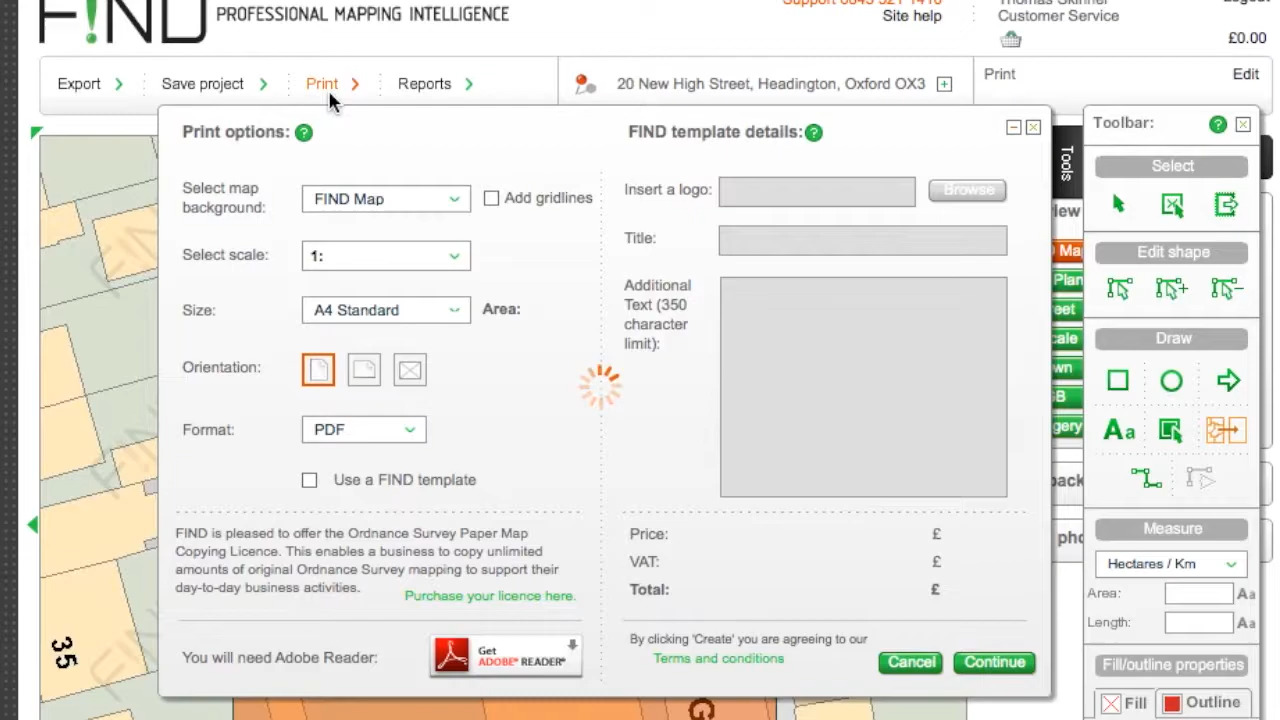 F!ND PROFESSIONAL MAPPING INTELLIGENCE
Site help
Customer Service
£0.00
Export
Save project
Print
Reports
20 New High Street, Headington, Oxford OX3
Print
Edit
Print options:
Select map
background:
FIND Map
Add gridlines
Select scale:
1:
Size:
A4 Standard
Area:
Orientation:
Format:
PDF
Use a FIND template
FIND is pleased to offer the Ordnance Survey Paper Map
Copying Licence. This enables a business to copy unlimited
amounts of original Ordnance Survey mapping to support their
day-to-day business activities.
Purchase your licence here.
You will need Adobe Reader:
Get
ADOBE® READER®
FIND template details:
Insert a logo:
Browse
Title:
Additional
Text (350
character
limit):
Price:
£
VAT:
£
Total:
£
By clicking 'Create' you are agreeing to our
Terms and conditions
Cancel
Continue
Tools
Toolbar:
Select
Edit shape
Draw
Aa
Measure
Hectares / Km
Area:
Aa
Length:
Aa
Fill/outline properties
Fill
Outline
35